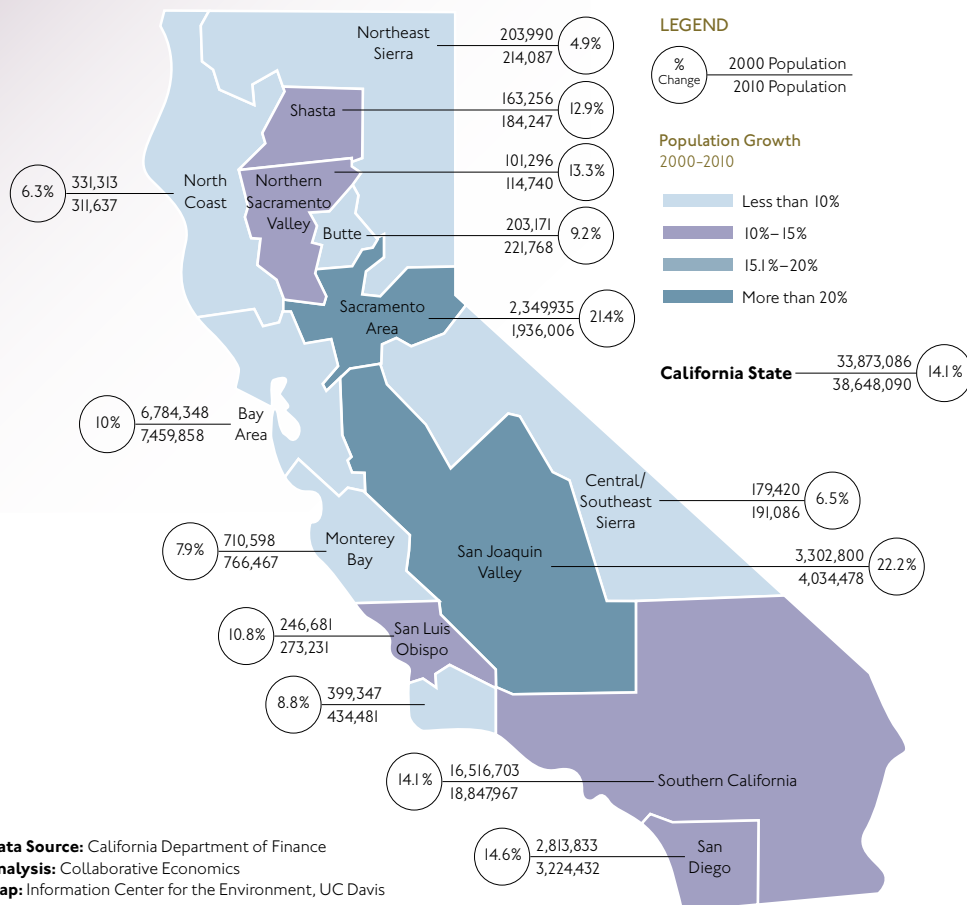 LEGEND
%
Change
2000 Population
2010 Population
Population Growth
2000–2010
Less than 10%
10%–15%
15.1%–20%
More than 20%
Northeast
Sierra
203,990
214,087
4.9%
Shasta
163,256
184,247
12.9%
Northern
Sacramento
Valley
101,296
114,740
13.3%
6.3%
331,313
311,637
North
Coast
Butte
203,171
221,768
9.2%
Sacramento
Area
2,349,935
1,936,006
21.4%
California State
33,873,086
38,648,090
14.1%
10%
6,784,348
7,459,858
Bay
Area
Central/
Southeast
Sierra
179,420
191,086
6.5%
7.9%
710,598
766,467
Monterey
Bay
San Joaquin
Valley
3,302,800
4,034,478
22.2%
10.8%
246,681
273,231
San Luis
Obispo
8.8%
399,347
434,481
14.1%
16,516,703
18,847,967
Southern California
14.6%
2,813,833
3,224,432
San
Diego
ata Source: California Department of Finance
nalysis: Collaborative Economics
ap: Information Center for the Environment, UC Davis